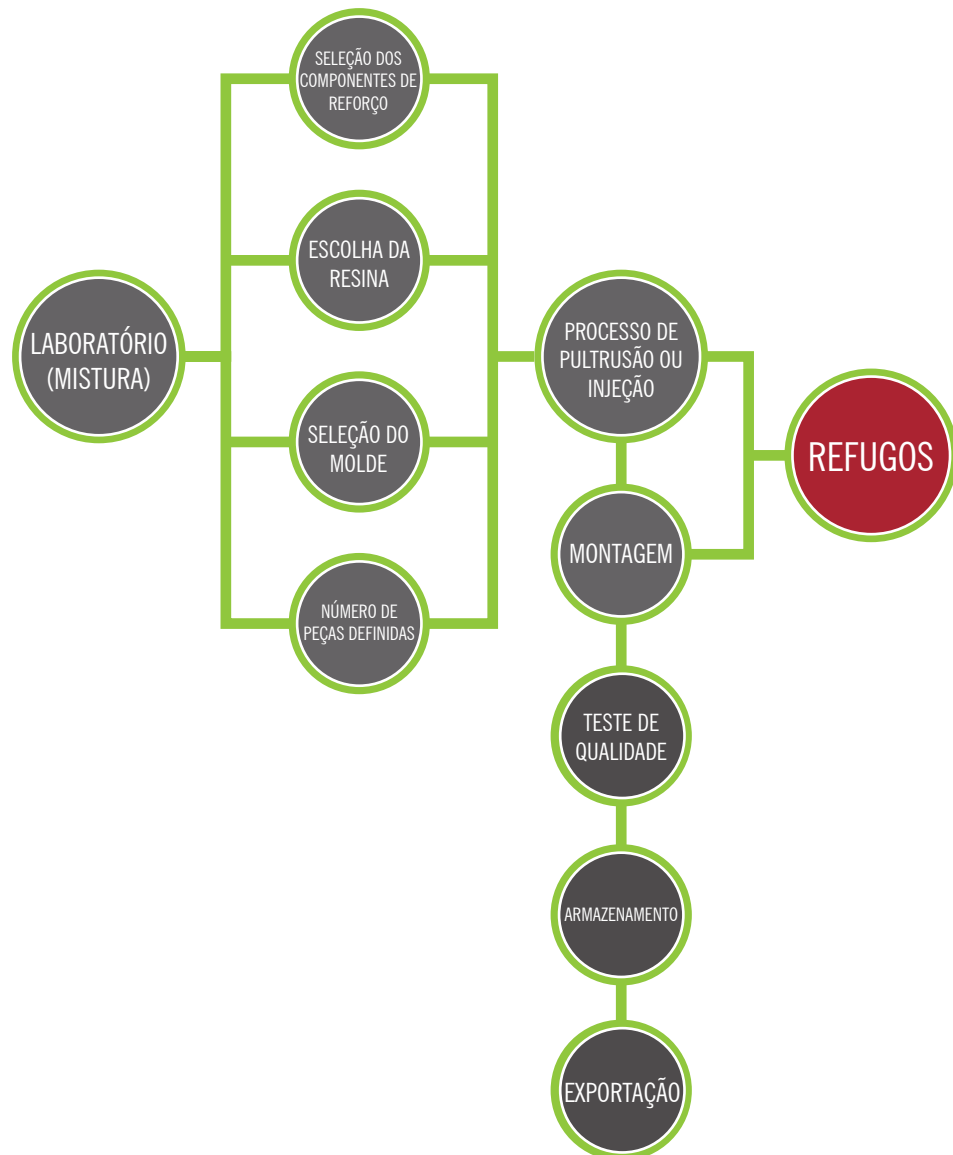 LABORATÓRIO
(MISTURA)
SELEÇÃO DOS
COMPONENTES DE
REFORÇO
ESCOLHA DA
RESINA
SELEÇÃO DO
MOLDE
NÚMERO DE
PEÇAS DEFINIDAS
PROCESSO DE
PULTRUSÃO OU
INJEÇÃO
REFUGOS
MONTAGEM
TESTE DE
QUALIDADE
ARMAZENAMENTO
EXPORTAÇÃO